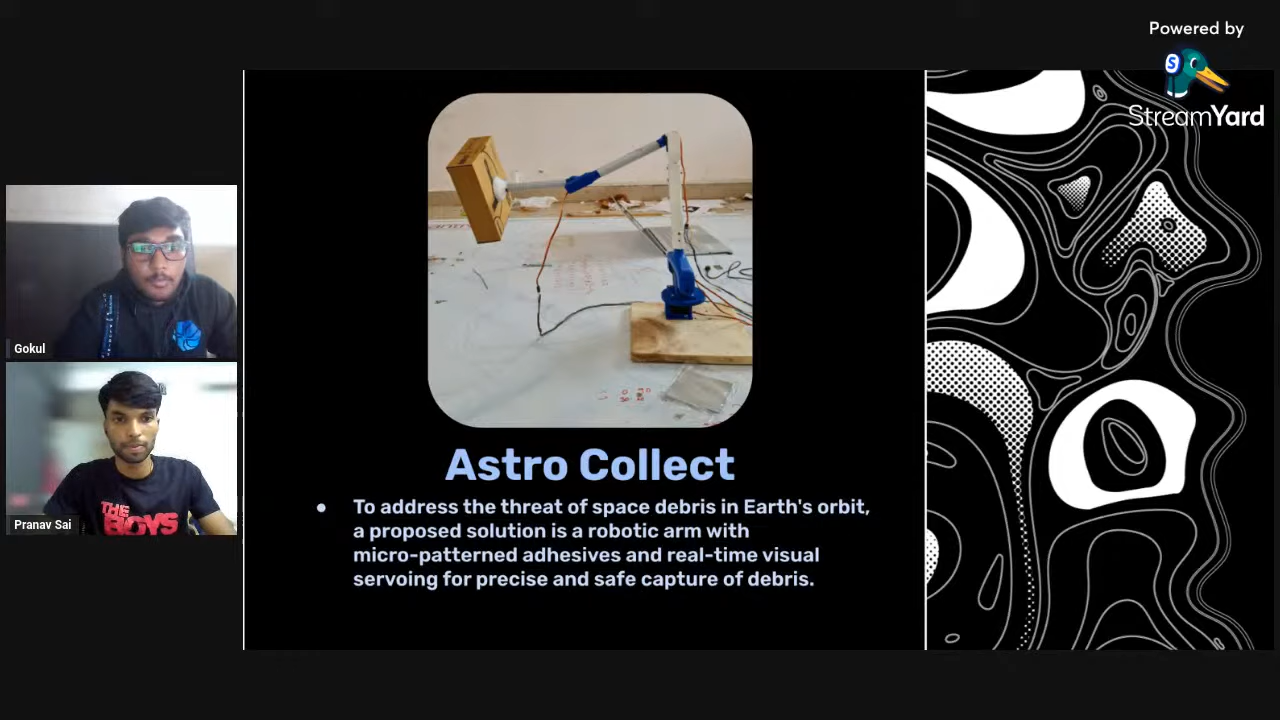 Powered by
StreamYard
Gokul
THE
BOYS
Pranav Sai
Astro Collect
● To address the threat of space debris in Earth's orbit,
a proposed solution is a robotic arm with
micro-patterned adhesives and real-time visual
servoing for precise and safe capture of debris.